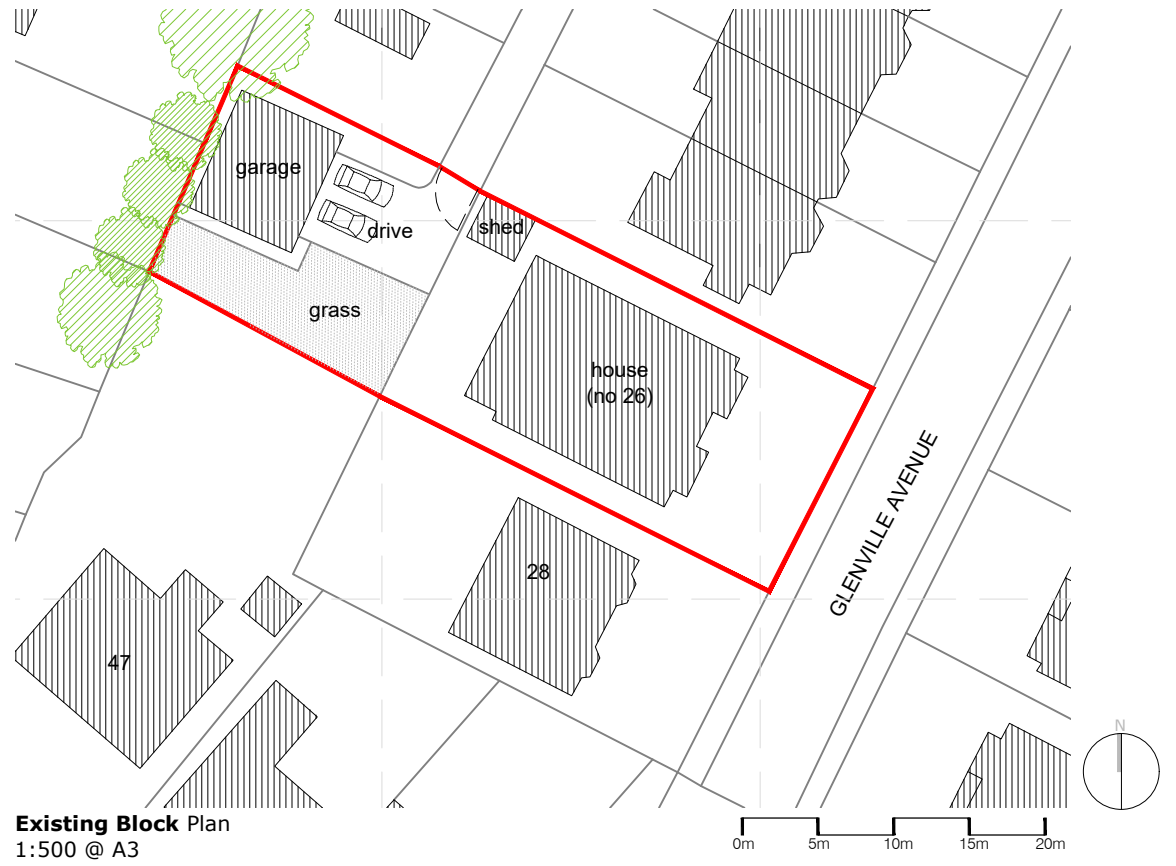 garage
drive
shed
grass
house
(no 26)
28
47
GLENVILLE AVENUE
N
Existing Block Plan
1:500 @ A3
0m 5m 10m 15m 20m